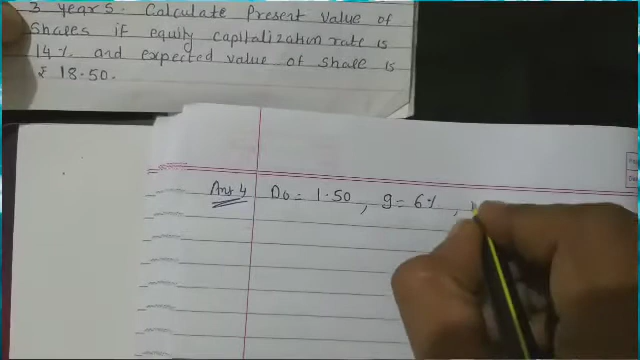 3 years. Calculate Present Value of
Shares if equity capitalization rate is
14% and expected value of share is
₹ 18.50.
Ans 4 D0 = 1.50 , g = 6% ,